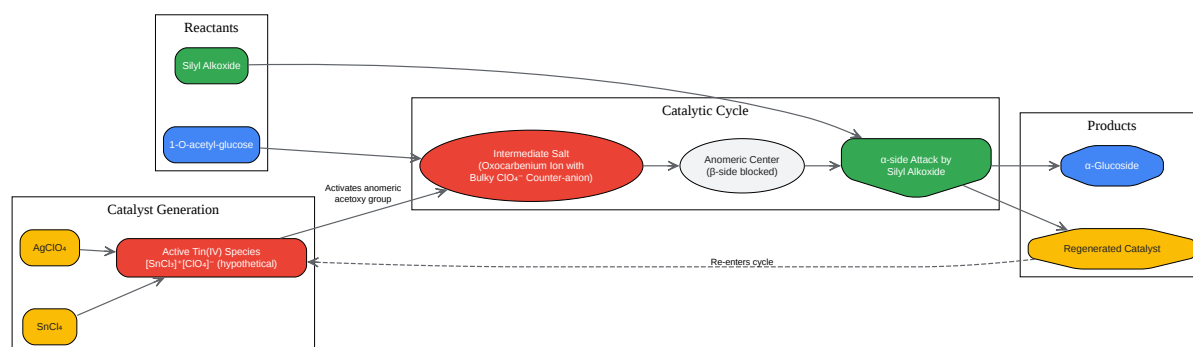 Reactants
Silyl Alkoxide
1-O-acetyl-glucose
Catalytic Cycle
Intermediate Salt
(Oxocarbenium Ion with
Bulky ClO₄⁻ Counter-anion)
Anomeric Center
(β-side blocked)
α-side Attack by
Silyl Alkoxide
Products
α-Glucoside
Regenerated Catalyst
Activates anomeric
acetoxy group
Catalyst Generation
AgClO₄
Active Tin(IV) Species
[SnCl₃]⁺[ClO₄]⁻ (hypothetical)
SnCl₄
Re-enters cycle